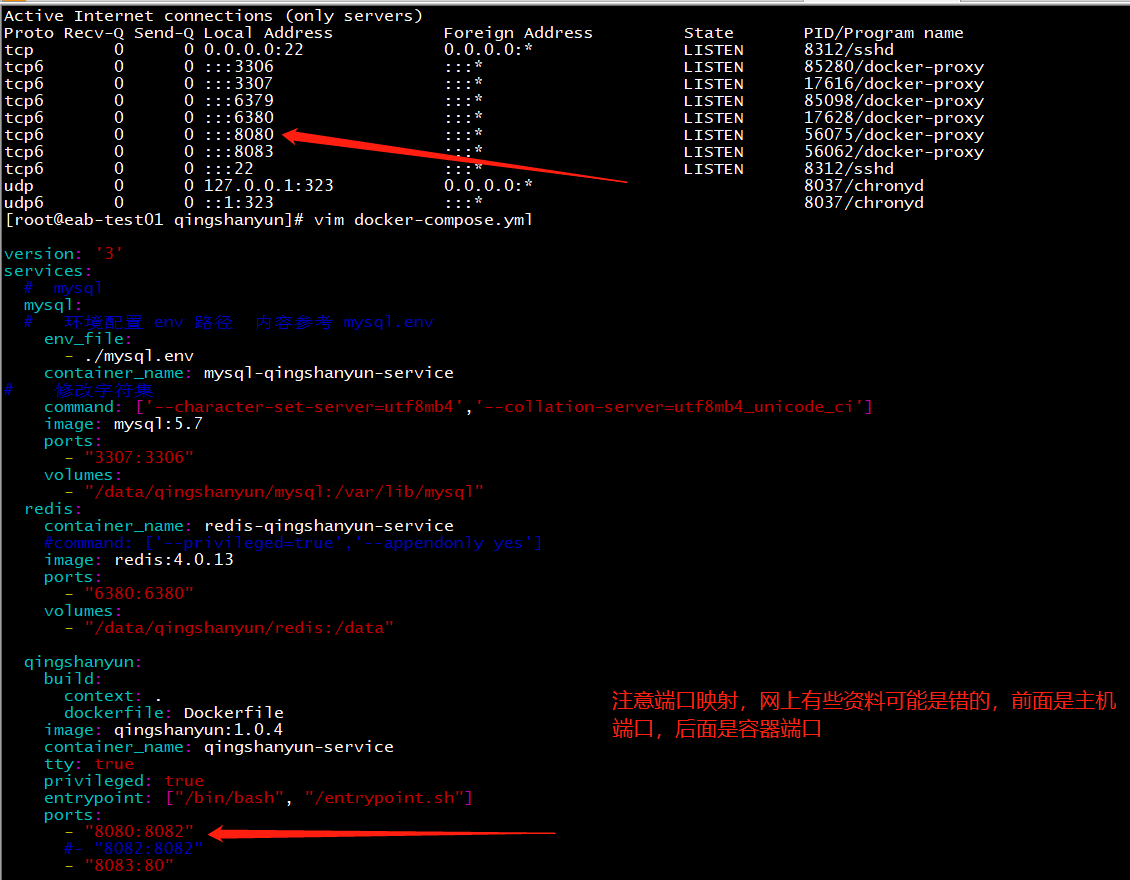 Active Internet connections (only servers)
Proto Recv-Q Send-Q Local Address           Foreign Address         State       PID/Program name
tcp        0      0 0.0.0.0:22              0.0.0.0:*               LISTEN      8312/sshd
tcp6       0      0 :::3306                 :::*                    LISTEN      85280/docker-proxy
tcp6       0      0 :::3307                 :::*                    LISTEN      17616/docker-proxy
tcp6       0      0 :::6379                 :::*                    LISTEN      85098/docker-proxy
tcp6       0      0 :::6380                 :::*                    LISTEN      17628/docker-proxy
tcp6       0      0 :::8080                 :::*                    LISTEN      56075/docker-proxy
tcp6       0      0 :::8083                 :::*                    LISTEN      56062/docker-proxy
tcp6       0      0 :::22                   :::*                    LISTEN      8312/sshd
udp        0      0 127.0.0.1:323           0.0.0.0:*                           8037/chronyd
udp6       0      0 ::1:323                 :::*                                8037/chronyd
[root@eab-test01 qingshanyun]# vim docker-compose.yml
version: '3'
services:
  #  mysql
  mysql:
  #   环境配置 env 路径  内容参考 mysql.env
    env_file:
      - ./mysql.env
    container_name: mysql-qingshanyun-service
#    修改字符集
    command: ['--character-set-server=utf8mb4','--collation-server=utf8mb4_unicode_ci']
    image: mysql:5.7
    ports:
      - "3307:3306"
    volumes:
      - "/data/qingshanyun/mysql:/var/lib/mysql"
  redis:
    container_name: redis-qingshanyun-service
    #command: ['--privileged=true','--appendonly yes']
    image: redis:4.0.13
    ports:
      - "6380:6380"
    volumes:
      - "/data/qingshanyun/redis:/data"
  qingshanyun:
    build:
      context: .
      dockerfile: Dockerfile
    image: qingshanyun:1.0.4
    container_name: qingshanyun-service
    tty: true
    privileged: true
    entrypoint: ["/bin/bash", "/entrypoint.sh"]
    ports:
      - "8080:8082"
      #- "8082:8082"
      - "8083:80"
注意端口映射，网上有些资料可能是错的，前面是主机
端口，后面是容器端口